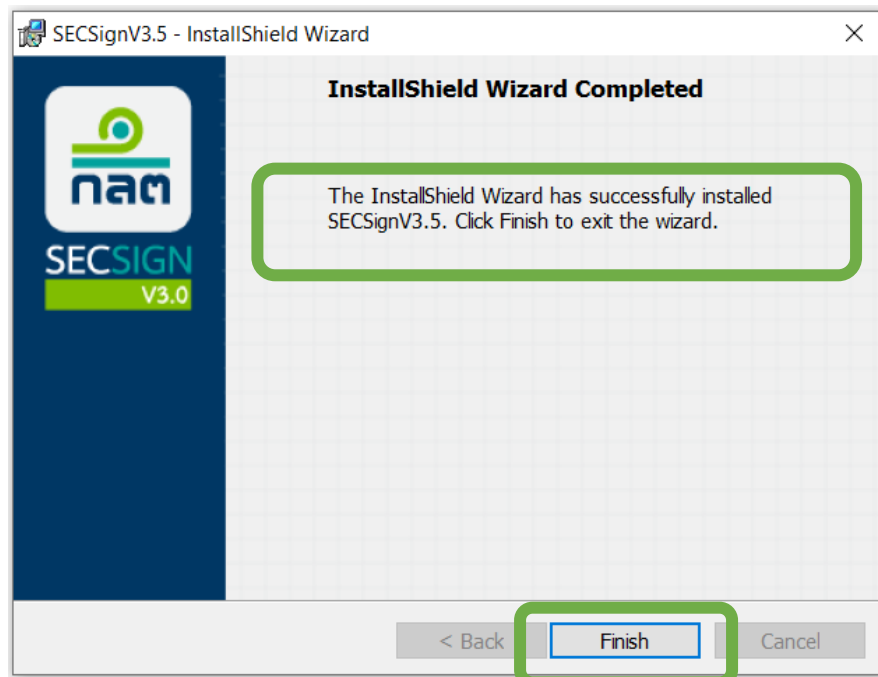 SECSignV3.5 - InstallShield Wizard
InstallShield Wizard Completed
กลต
SECSIGN
V3.0
The InstallShield Wizard has successfully installed
SECSignV3.5. Click Finish to exit the wizard.
< Back
Finish
Cancel